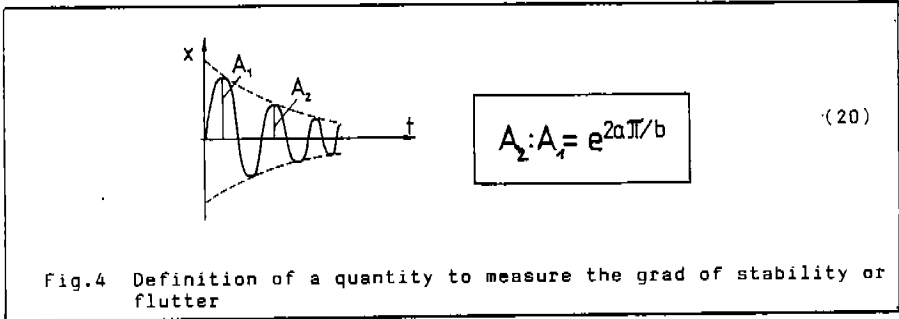 x
A₁
A₂
t
A₂:A₁= e^{2aπ/b}
(20)
Fig.4 Definition of a quantity to measure the grad of stability or
flutter